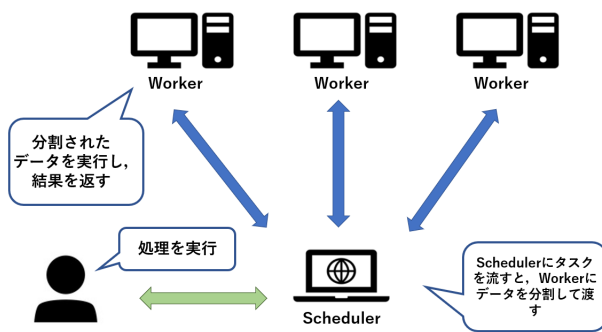 Worker
Worker
Worker
分割された
データを実行し，
結果を返す
処理を実行
Schedulerにタスク
を流すと，Workerに
データを分割して渡
す
Scheduler